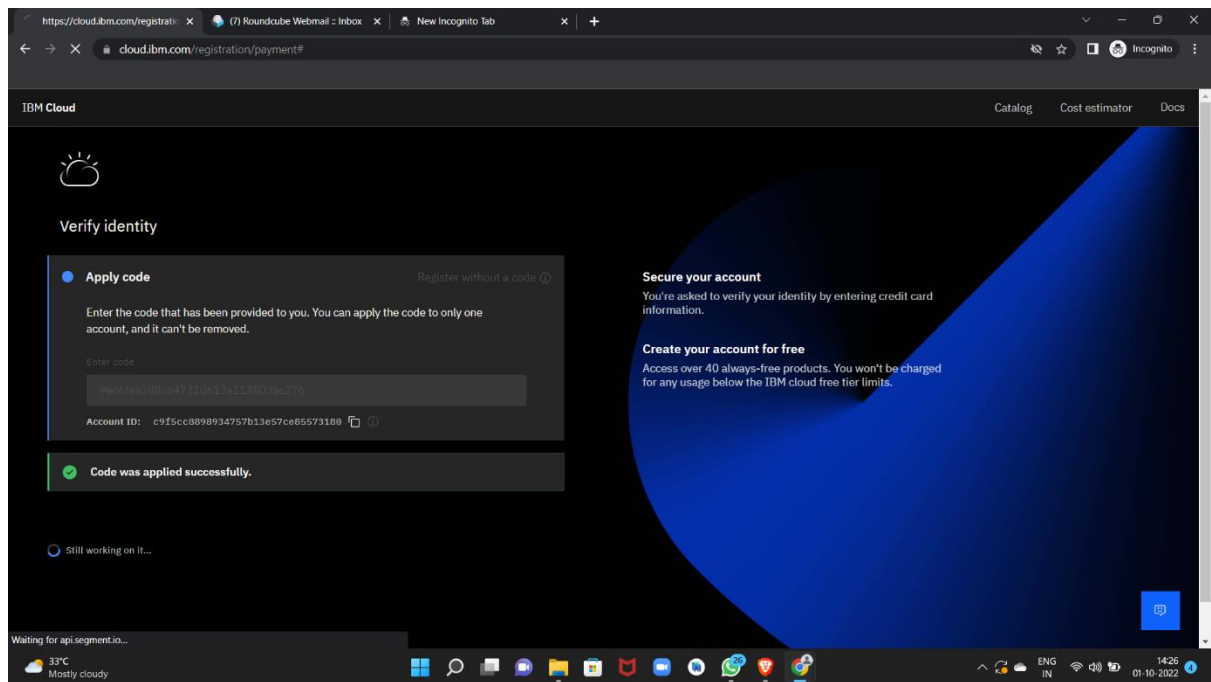 https://cloud.ibm.com/registratio
(7) Roundcube Webmail :: Inbox
New Incognito Tab
cloud.ibm.com/registration/payment#
Incognito
IBM Cloud
Catalog
Cost estimator
Docs
Verify identity
Apply code
Register without a code
Enter the code that has been provided to you. You can apply the code to only one
account, and it can't be removed.
Enter code
Account ID: c9f5cc8898934757b13e57ce85573180
Code was applied successfully.
Still working on it...
Secure your account
You're asked to verify your identity by entering credit card
information.
Create your account for free
Access over 40 always-free products. You won't be charged
for any usage below the IBM cloud free tier limits.
Waiting for api.segment.io...
33°C
Mostly cloudy
29
ENG
IN
14:26
01-10-2022
4